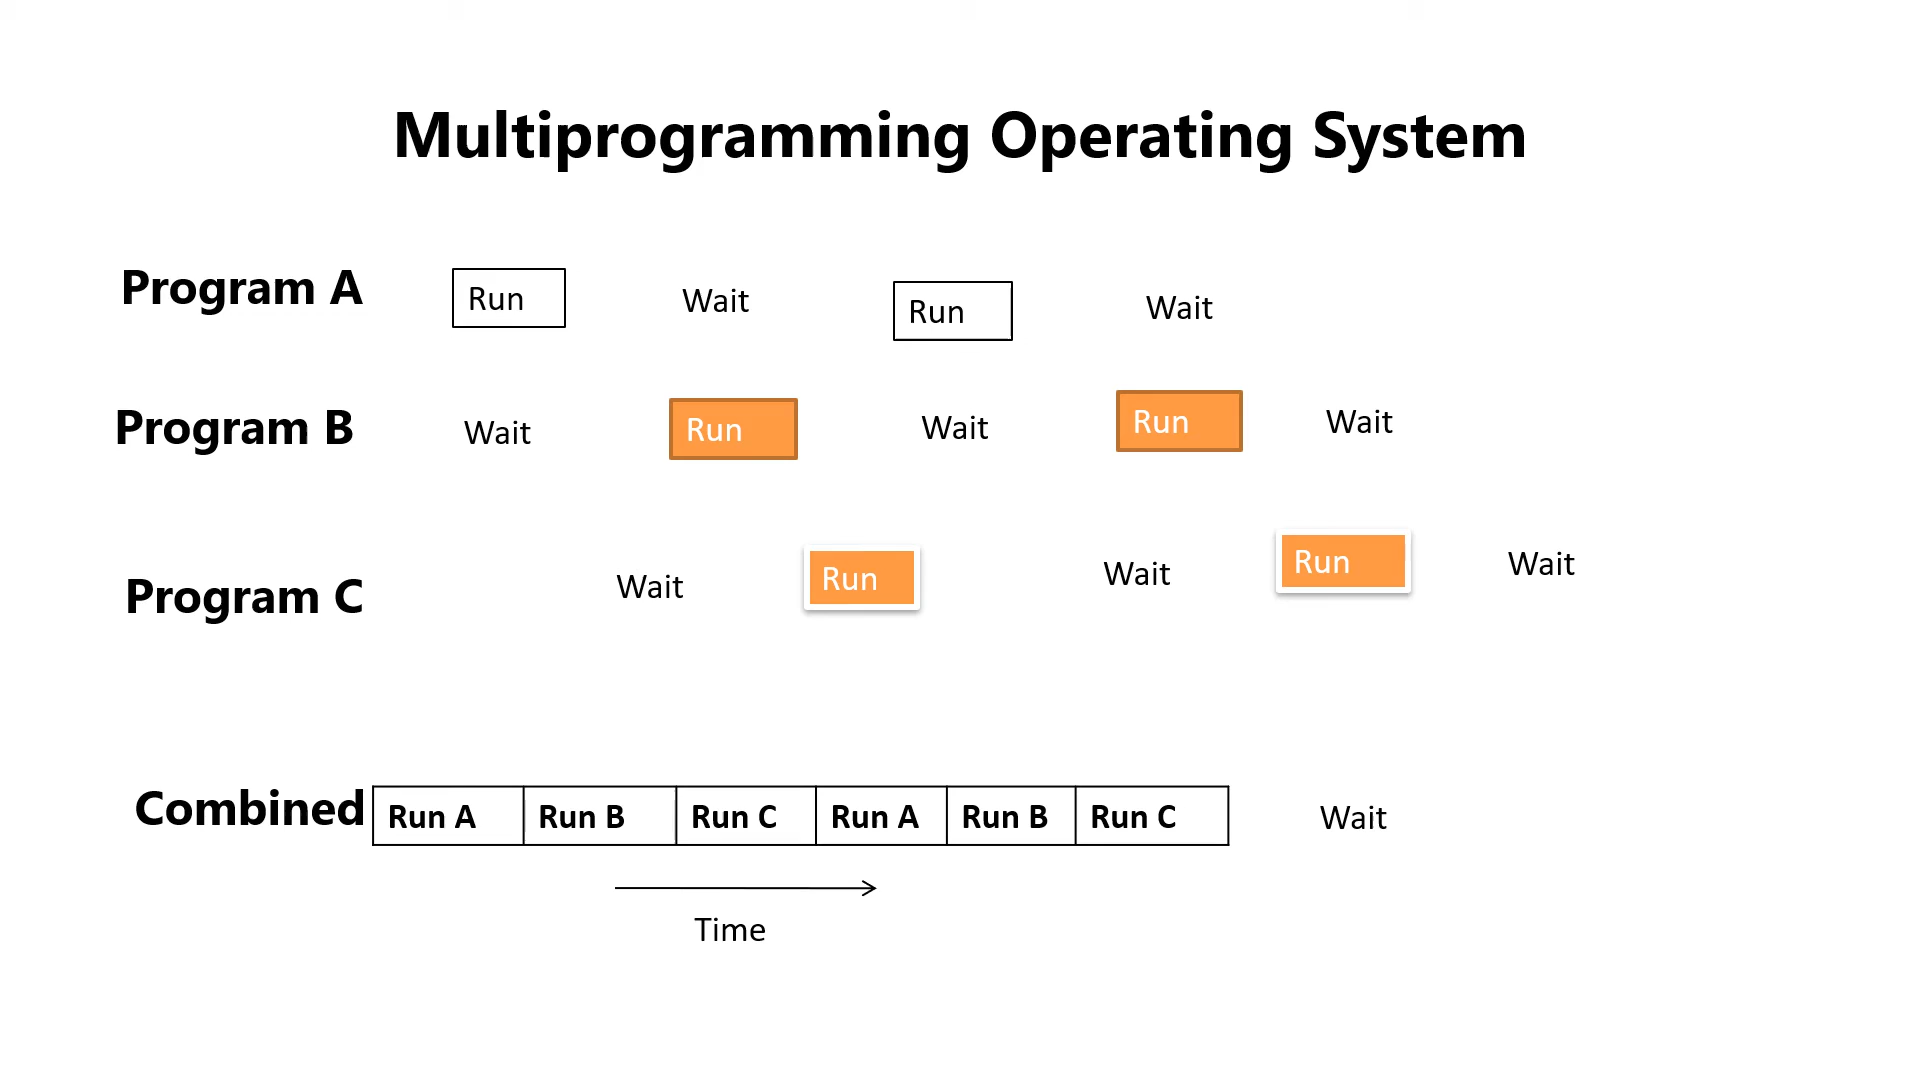 Multiprogramming Operating System
Program A Run Wait Run Wait
Program B Wait Run Wait Run Wait
Program C Wait Run Wait Run Wait
Combined Run A Run B Run C Run A Run B Run C Wait
Time